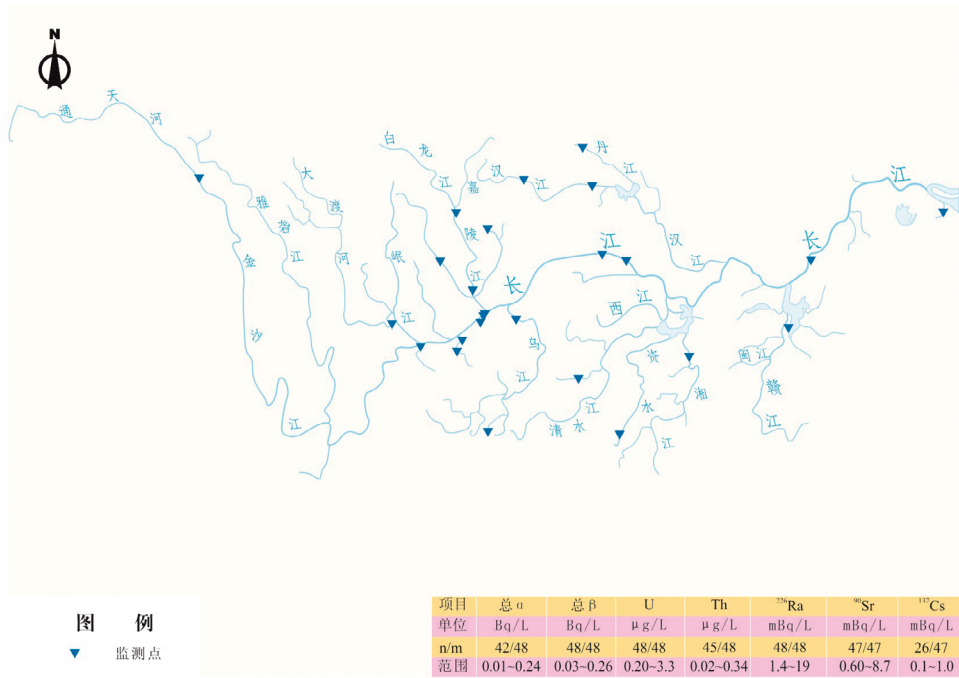 N
通天河
金沙江
雅砻江
大渡河
岷江
白龙江
嘉陵江
汉江
丹江
汉江
长江
长江
乌江
西江
清水江
资水
湘江
闽江
赣江
图 例
监测点
项目 总α 总β U Th ²²⁶Ra ⁹⁰Sr ¹³⁷Cs
单位 Bq/L Bq/L μg/L μg/L mBq/L mBq/L mBq/L
n/m 42/48 48/48 48/48 45/48 48/48 47/47 26/47
范围 0.01~0.24 0.03~0.26 0.20~3.3 0.02~0.34 1.4~19 0.60~8.7 0.1~1.0